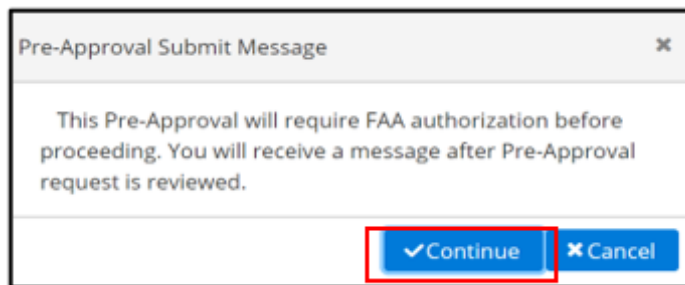 Pre-Approval Submit Message
This Pre-Approval will require FAA authorization before
proceeding. You will receive a message after Pre-Approval
request is reviewed.
Continue
Cancel